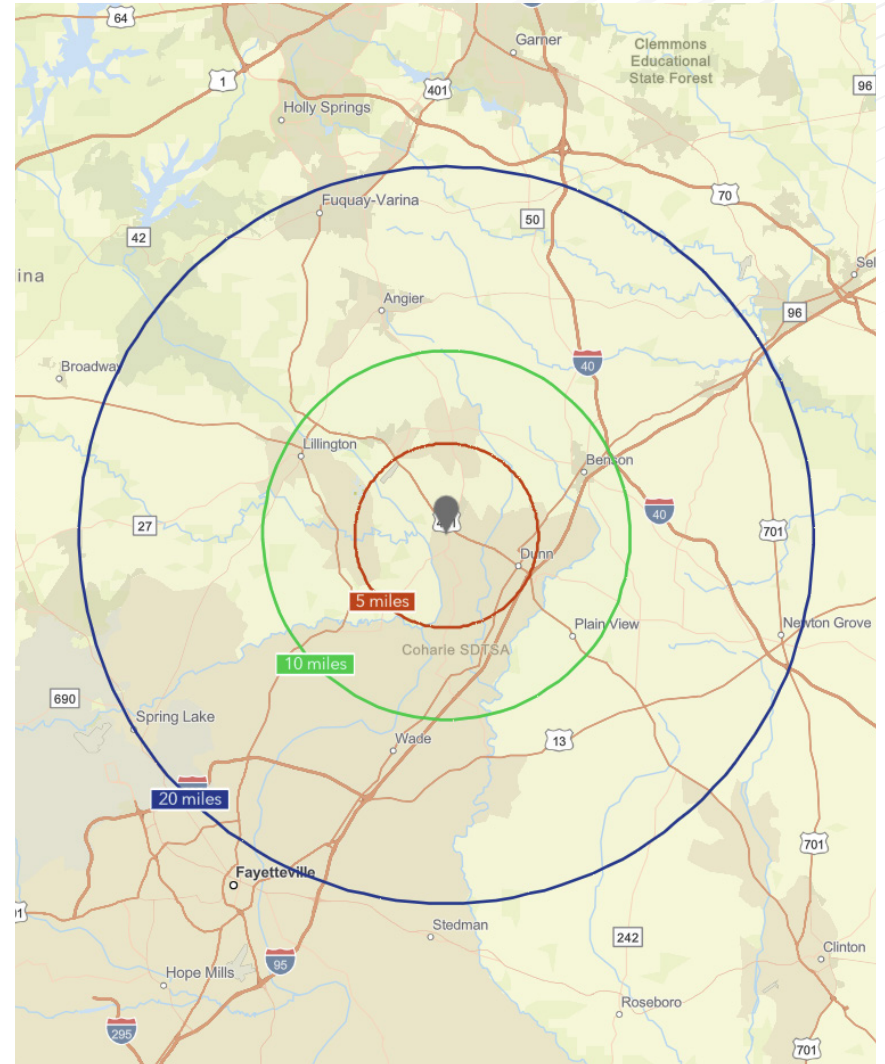 64
Garner
Clemmons
Educational
State Forest
1
401
96
Holly Springs
70
Fuquay-Varina
50
42
ina
Sel
Angier
96
40
Broadway
Lillington
Benson
40
27
701
Dunn
5 miles
Plain View
Newton Grove
Coharie SDTSA
10 miles
690
Spring Lake
13
Wade
20 miles
701
Fayetteville
Stedman
242
Clinton
95
Hope Mills
Roseboro
295
701